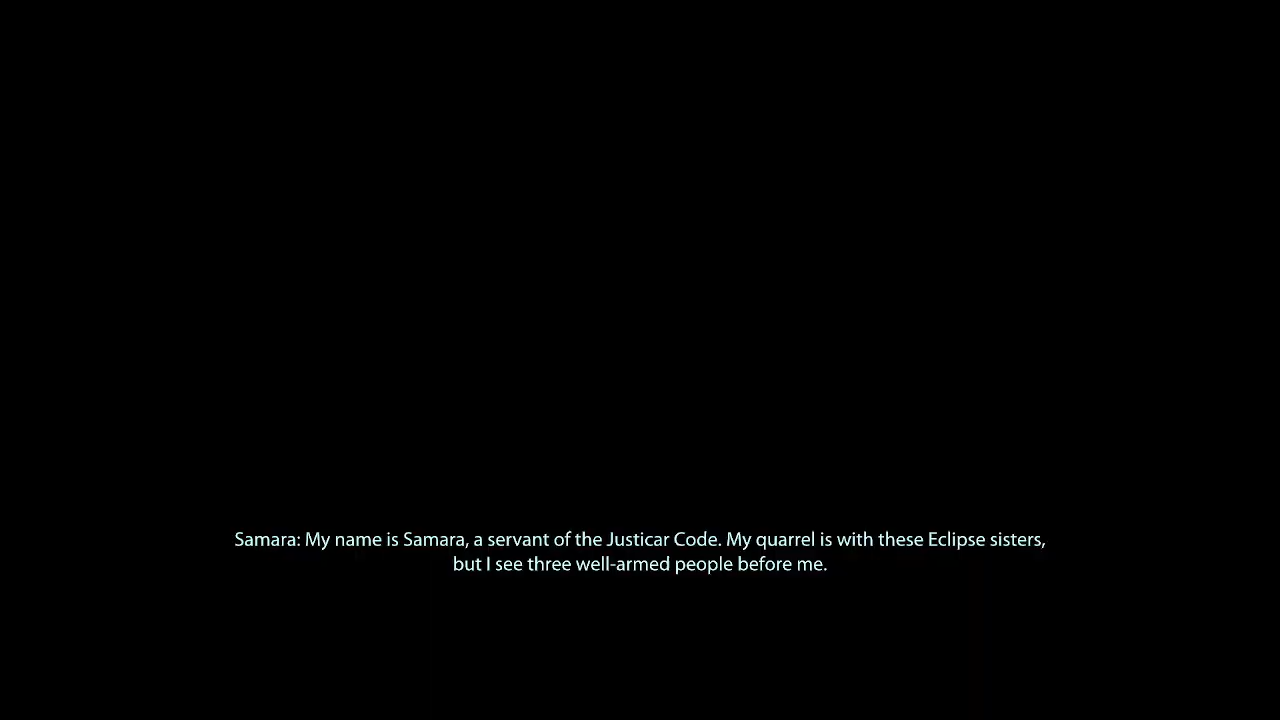 Samara: My name is Samara, a servant of the Justicar Code. My quarrel is with these Eclipse sisters,
but I see three well-armed people before me.